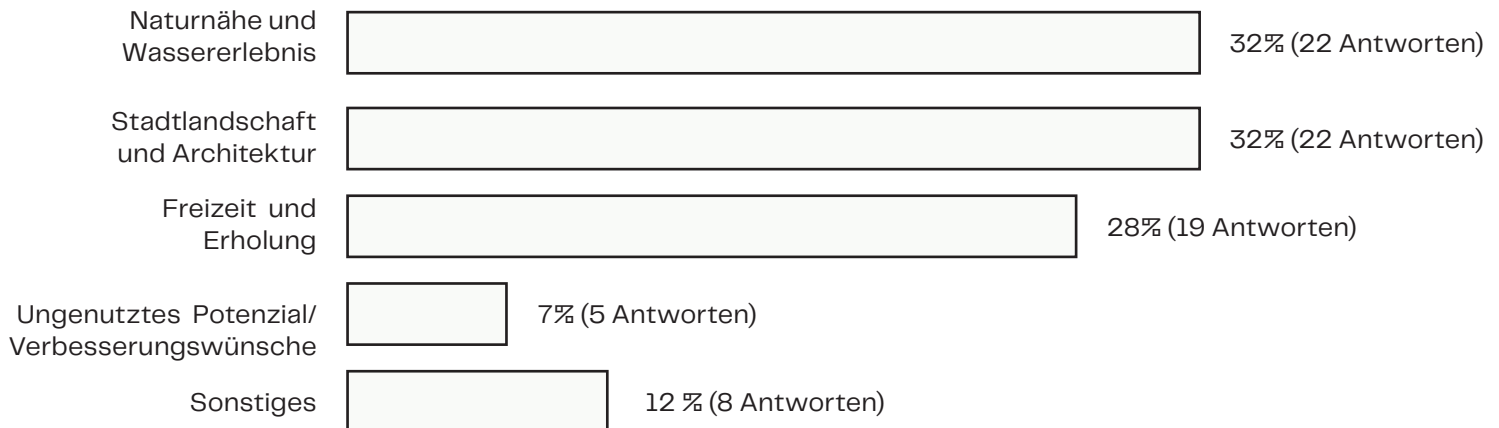 Naturnähe und
Wassererlebnis
32% (22 Antworten)
Stadtlandschaft
und Architektur
32% (22 Antworten)
Freizeit und
Erholung
28% (19 Antworten)
Ungenutztes Potenzial/
Verbesserungswünsche
7% (5 Antworten)
Sonstiges
12 % (8 Antworten)